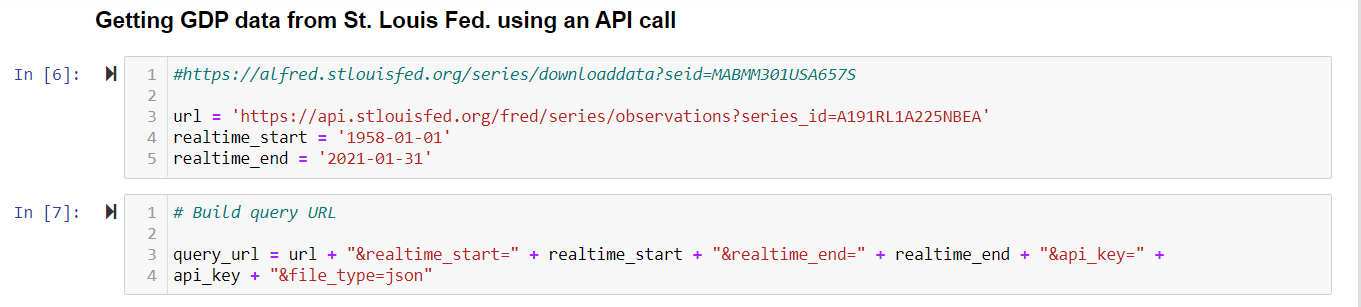 Getting GDP data from St. Louis Fed. using an API call
In [6]:
1 #https://alfred.stlouisfed.org/series/downloaddata?seid=MABMM301USA657S
2
3 url = 'https://api.stlouisfed.org/fred/series/observations?series_id=A191RL1A225NBEA'
4 realtime_start = '1958-01-01'
5 realtime_end = '2021-01-31'
In [7]:
1 # Build query URL
2
3 query_url = url + "&realtime_start=" + realtime_start + "&realtime_end=" + realtime_end + "&api_key=" +
4 api_key + "&file_type=json"